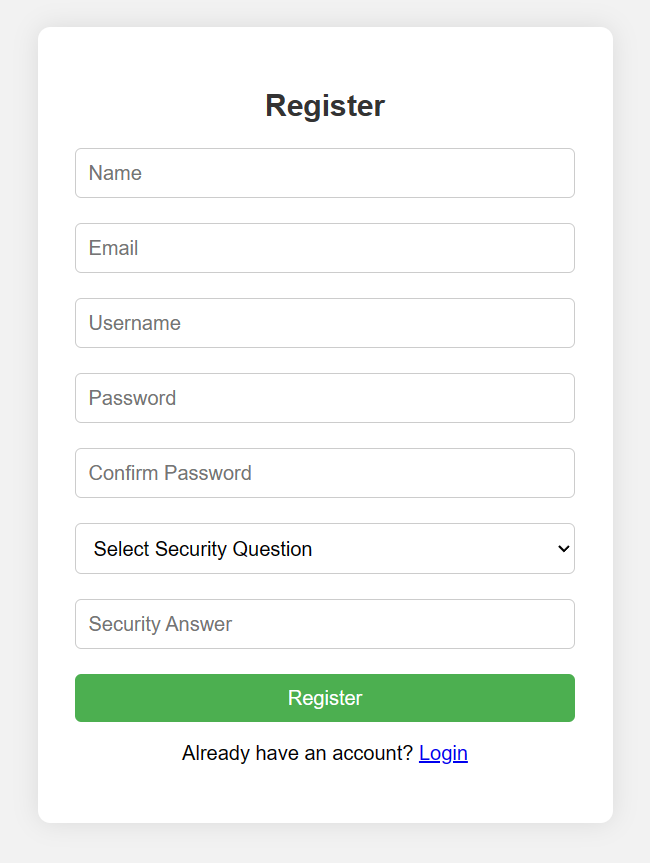 Register
Name
Email
Username
Password
Confirm Password
Select Security Question
Security Answer
Register
Already have an account? Login